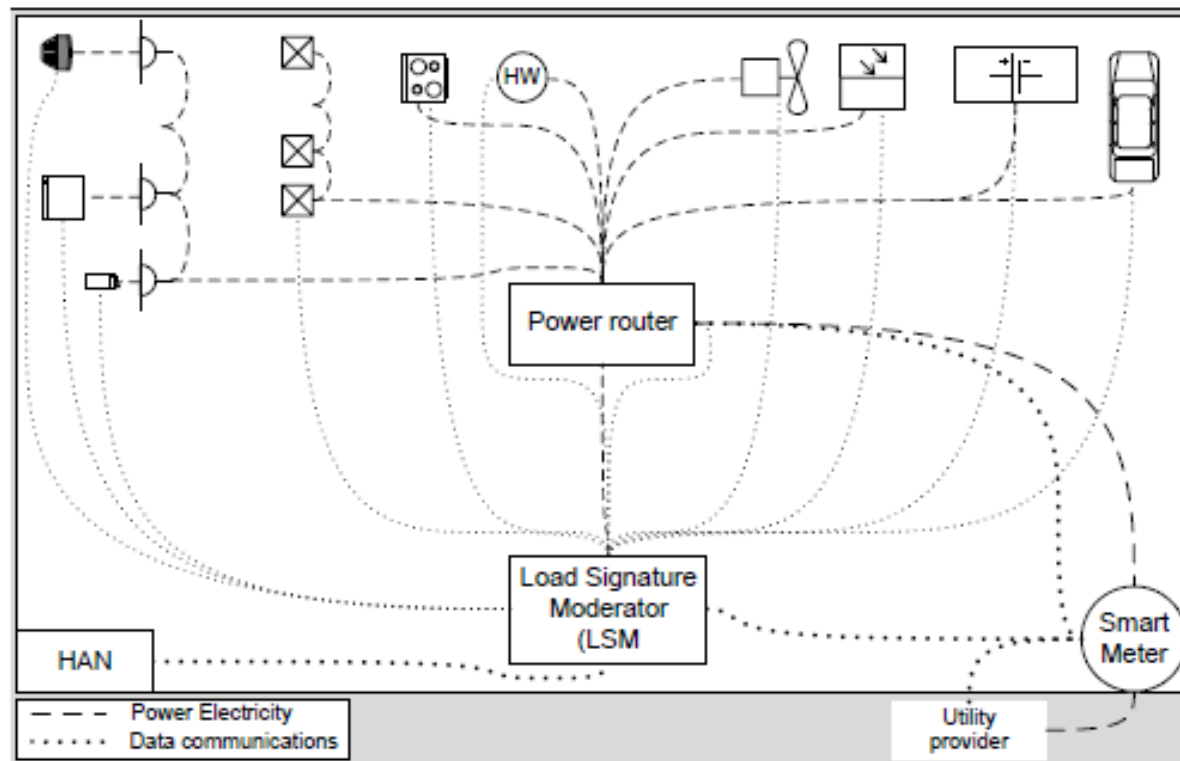 HW
Power router
Load Signature
Moderator
(LSM
Smart
Meter
HAN
Power Electricity
Data communications
Utility
provider